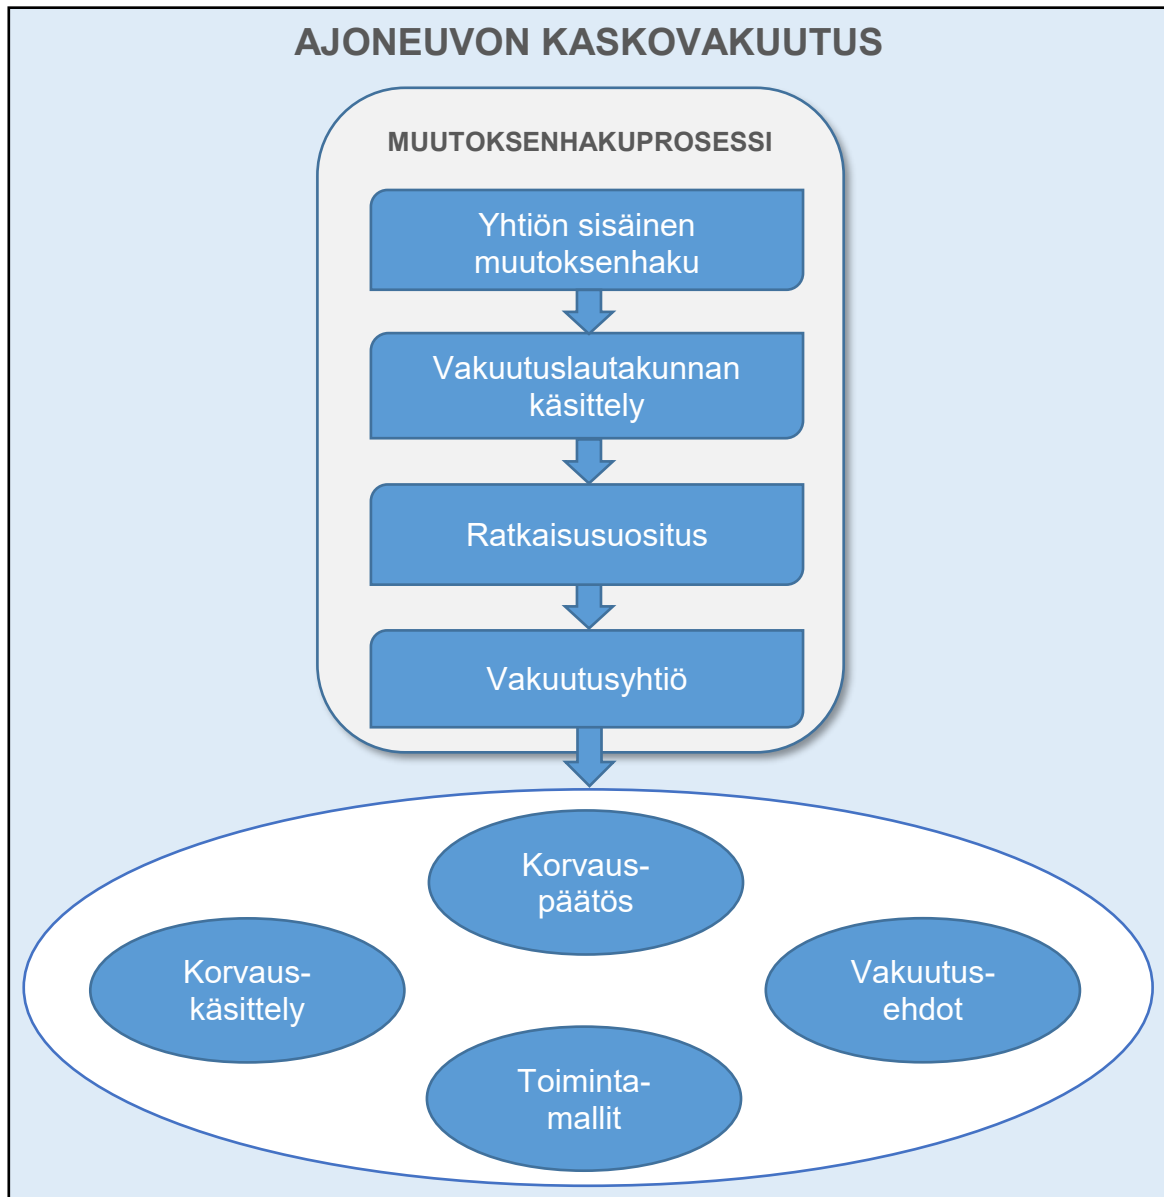 AJONEUVON KASKOVAKUUTUS
MUUTOKSENHAKUPROSESSI
Yhtiön sisäinen
muutoksenhaku
Vakuutuslautakunnan
käsittely
Ratkaisusuositus
Vakuutusyhtiö
Korvaus-
päätös
Korvaus-
käsittely
Vakuutus-
ehdot
Toiminta-
mallit